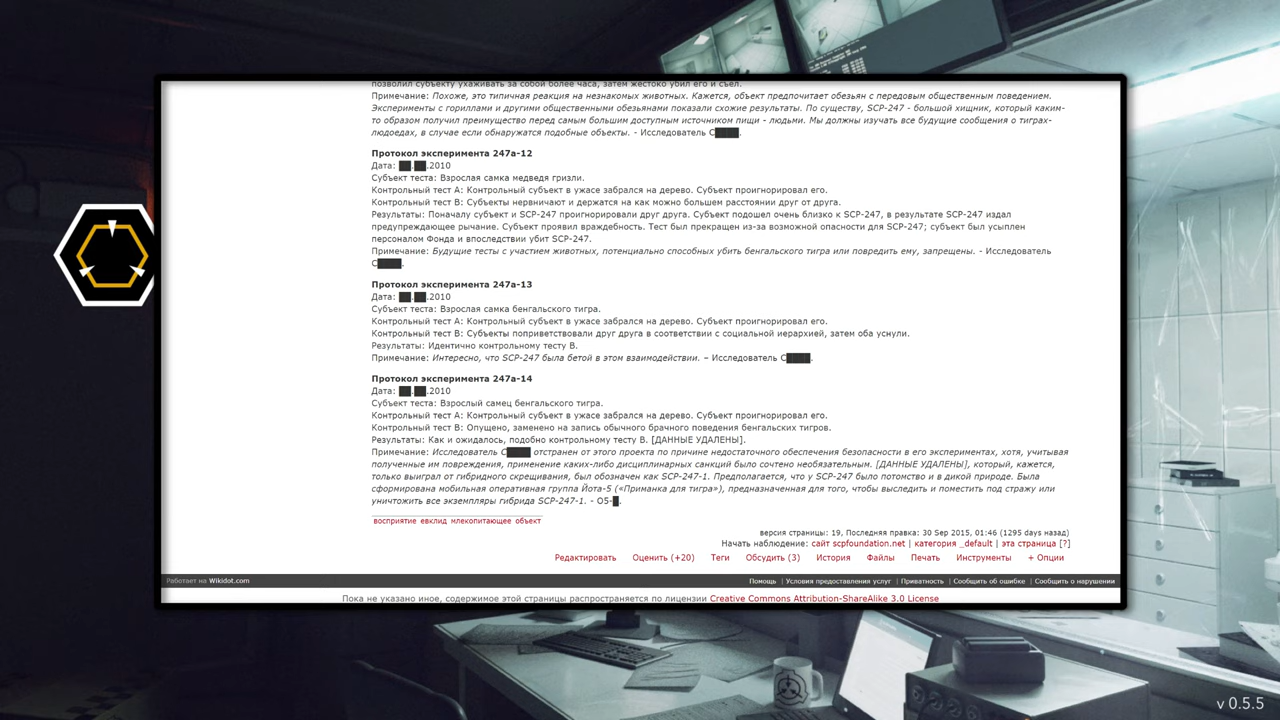 позволил субъекту ухаживать за собой более часа, затем жестоко убил его и съел.
Примечание: Похоже, это типичная реакция на незнакомых животных. Кажется, объект предпочитает обезьян с передовым общественным поведением.
Эксперименты с гориллами и другими общественными обезьянами показали схожие результаты. По существу, SCP-247 - большой хищник, который каким-
то образом получил преимущество перед самым большим доступным источником пищи - людьми. Мы должны изучать все будущие сообщения о тиграх-
людоедах, в случае если обнаружатся подобные объекты. - Исследователь С████.
Протокол эксперимента 247a-12
Дата: ██.██.2010
Субъект теста: Взрослая самка медведя гризли.
Контрольный тест A: Контрольный субъект в ужасе забрался на дерево. Субъект проигнорировал его.
Контрольный тест B: Субъекты нервничают и держатся на как можно большем расстоянии друг от друга.
Результаты: Поначалу субъект и SCP-247 проигнорировали друг друга. Субъект подошел очень близко к SCP-247, в результате SCP-247 издал
предупреждающее рычание. Субъект проявил враждебность. Тест был прекращен из-за возможной опасности для SCP-247; субъект был усыплен
персоналом Фонда и впоследствии убит SCP-247.
Примечание: Будущие тесты с участием животных, потенциально способных убить бенгальского тигра или повредить ему, запрещены. - Исследователь
С████.
Протокол эксперимента 247a-13
Дата: ██.██.2010
Субъект теста: Взрослая самка бенгальского тигра.
Контрольный тест A: Контрольный субъект в ужасе забрался на дерево. Субъект проигнорировал его.
Контрольный тест B: Субъекты поприветствовали друг друга в соответствии с социальной иерархией, затем оба уснули.
Результаты: Идентично контрольному тесту B.
Примечание: Интересно, что SCP-247 была бетой в этом взаимодействии. – Исследователь С████.
Протокол эксперимента 247a-14
Дата: ██.██.2010
Субъект теста: Взрослый самец бенгальского тигра.
Контрольный тест A: Контрольный субъект в ужасе забрался на дерево. Субъект проигнорировал его.
Контрольный тест B: Опущено, заменено на запись обычного брачного поведения бенгальских тигров.
Результаты: Как и ожидалось, подобно контрольному тесту B. [ДАННЫЕ УДАЛЕНЫ].
Примечание: Исследователь С████ отстранен от этого проекта по причине недостаточного обеспечения безопасности в его экспериментах, хотя, учитывая
полученные им повреждения, применение каких-либо дисциплинарных санкций было сочтено необязательным. [ДАННЫЕ УДАЛЕНЫ], который, кажется,
только выиграл от гибридного скрещивания, был обозначен как SCP-247-1. Предполагается, что у SCP-247 было потомство и в дикой природе. Была
сформирована мобильная оперативная группа Йота-5 («Приманка для тигра»), предназначенная для того, чтобы выследить и поместить под стражу или
уничтожить все экземпляры гибрида SCP-247-1. - O5-█.
восприятие евклид млекопитающее объект
версия страницы: 19, Последняя правка: 30 Sep 2015, 01:46 (1295 days назад)
Начать наблюдение: сайт scpfoundation.net | категория _default | эта страница [?]
Редактировать Оценить (+20) Теги Обсудить (3) История Файлы Печать Инструменты + Опции
Работает на Wikidot.com Помощь | Условия предоставления услуг | Приватность | Сообщить об ошибке | Сообщить о нарушении
Пока не указано иное, содержимое этой страницы распространяется по лицензии Creative Commons Attribution-ShareAlike 3.0 License
v 0.5.5